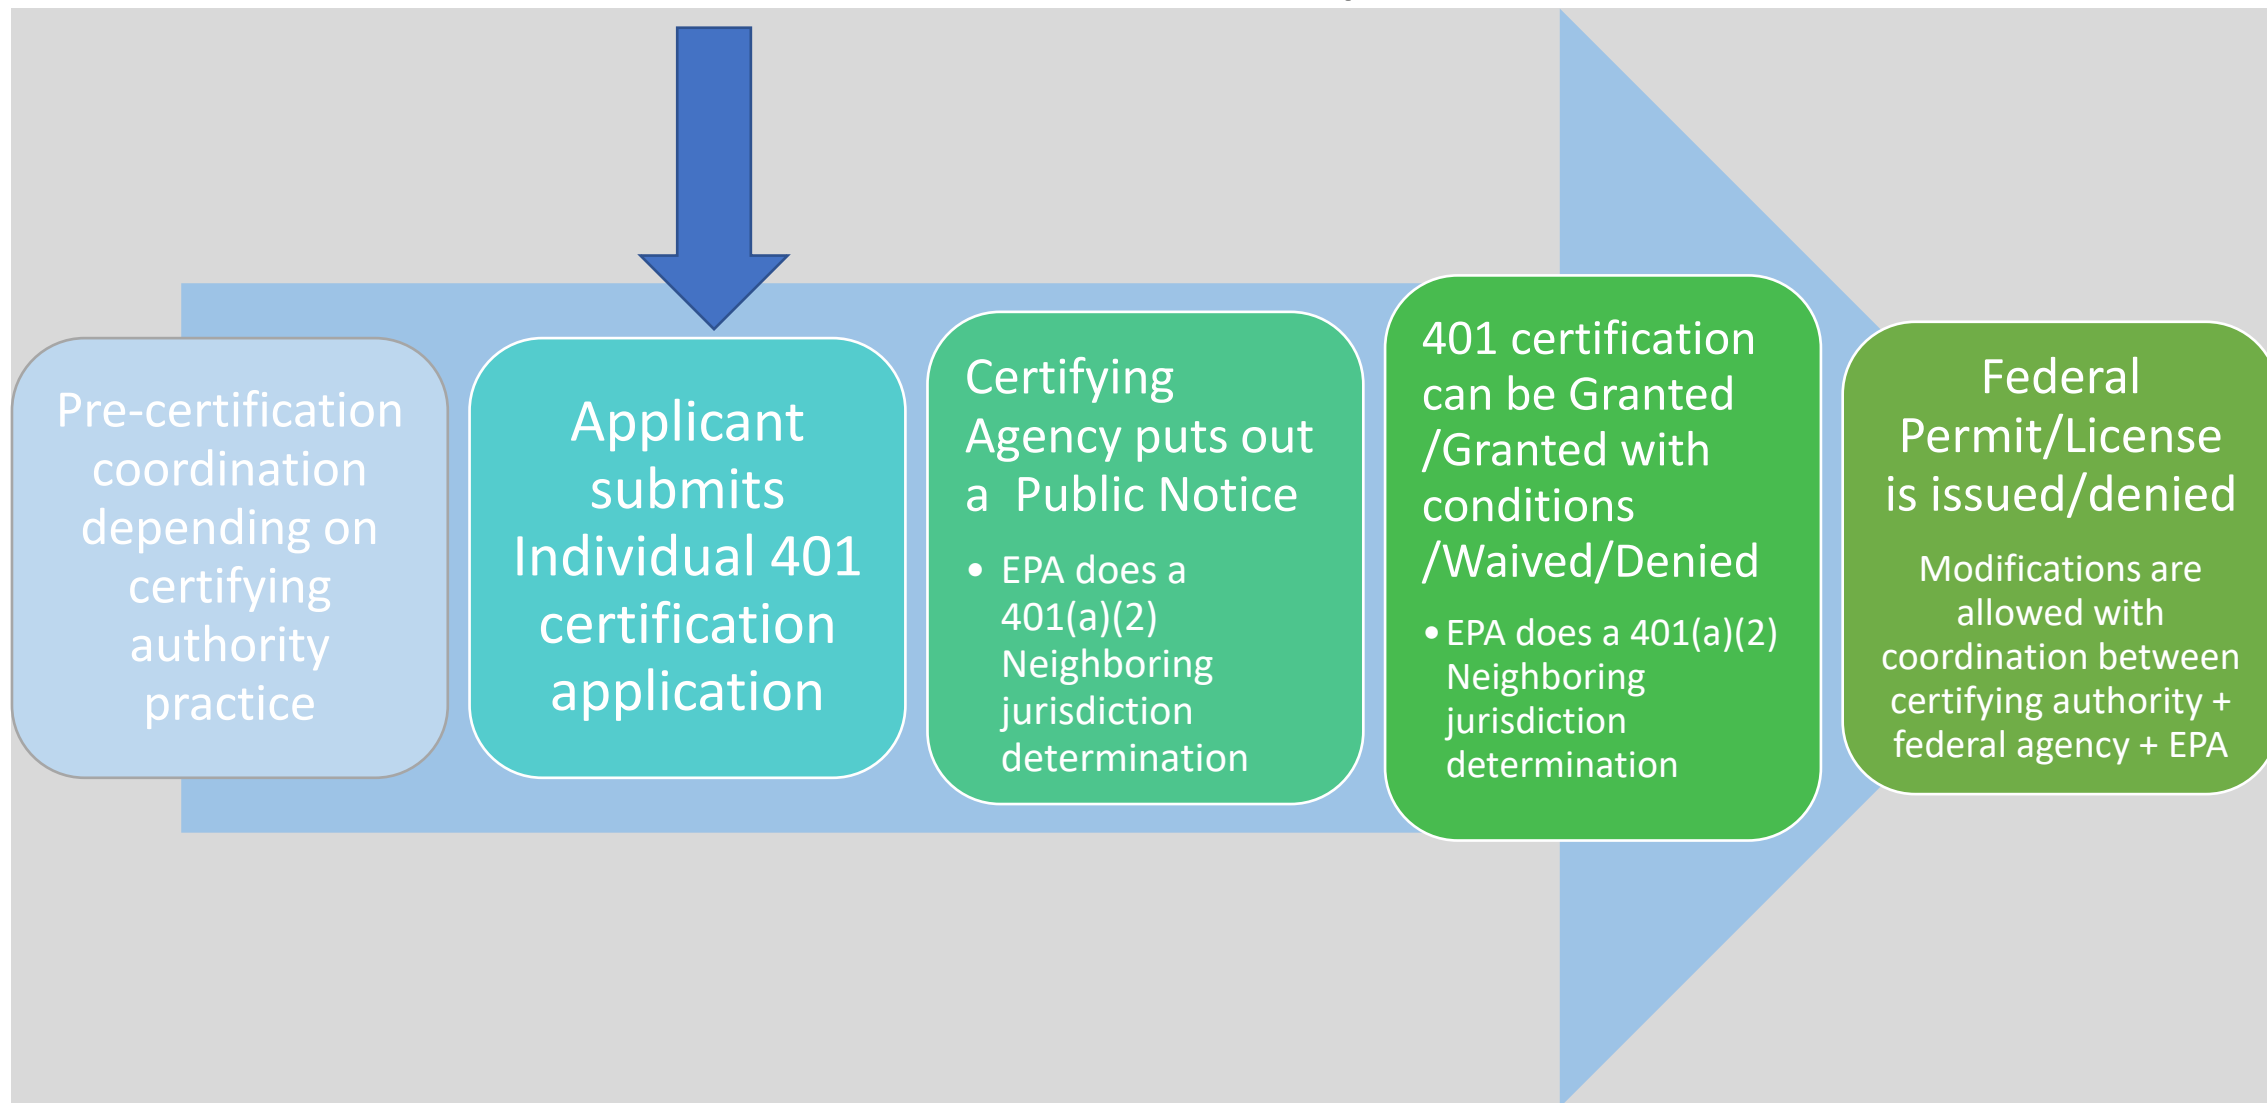 Pre-certification
coordination
depending on
certifying
authority
practice
Applicant
submits
Individual 401
certification
application
Certifying
Agency puts out
a  Public Notice
• EPA does a
401(a)(2)
Neighboring
jurisdiction
determination
401 certification
can be Granted
/Granted with
conditions
/Waived/Denied
• EPA does a 401(a)(2)
Neighboring
jurisdiction
determination
Federal
Permit/License
is issued/denied
Modifications are
allowed with
coordination between
certifying authority +
federal agency + EPA